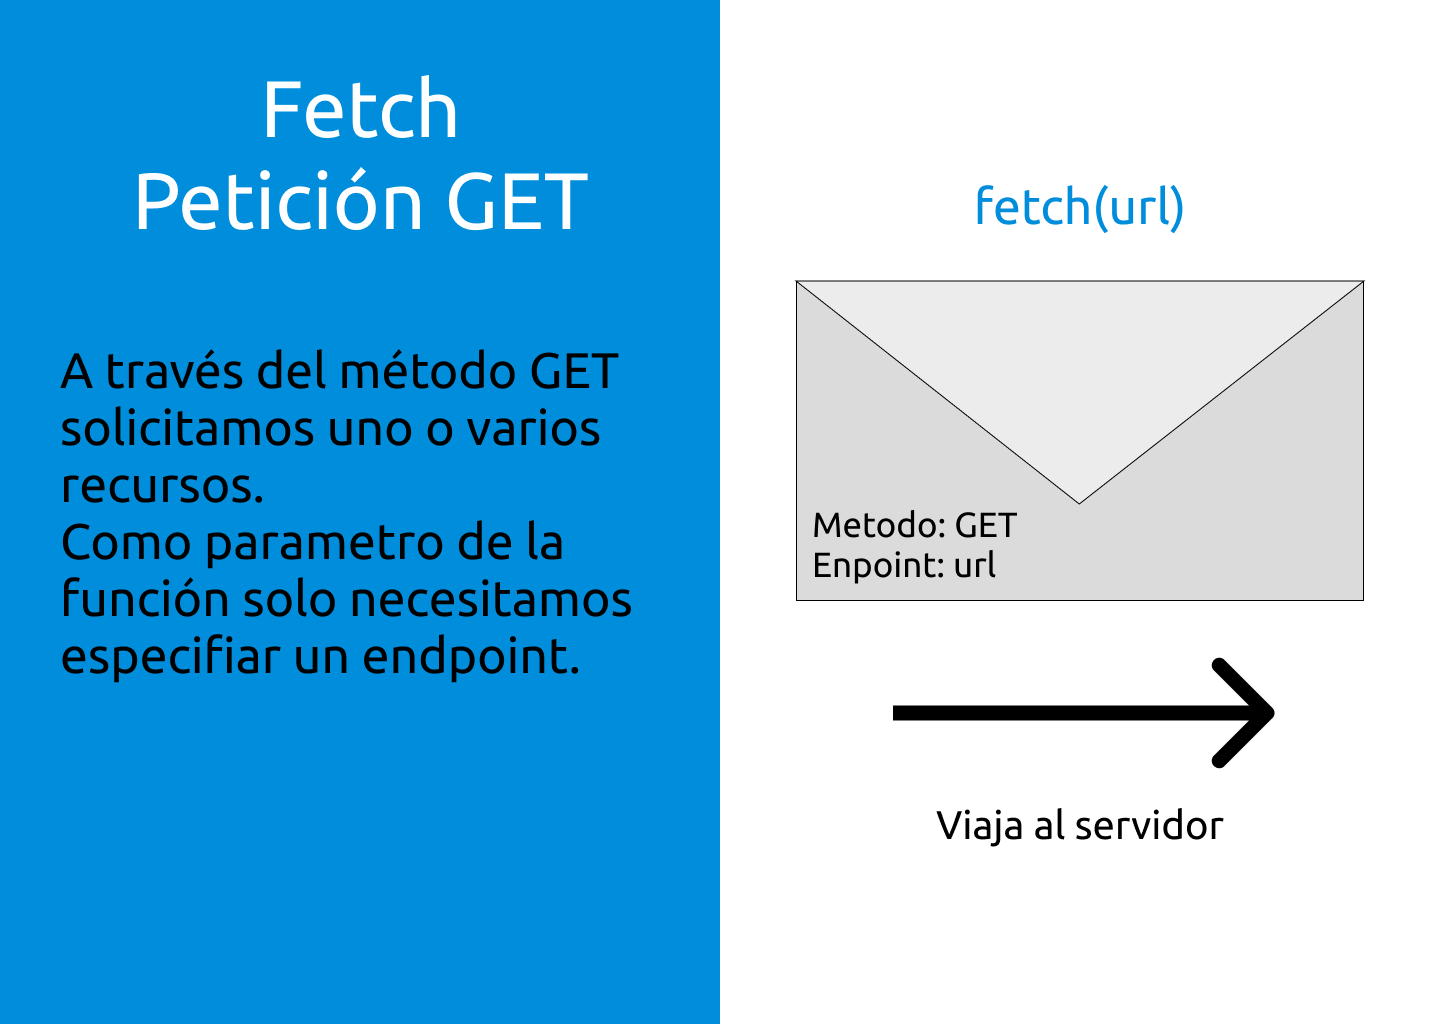 Fetch
Petición GET
A través del método GET
solicitamos uno o varios
recursos.
Como parametro de la
función solo necesitamos
especifiar un endpoint.
fetch(url)
Metodo: GET
Enpoint: url
Viaja al servidor